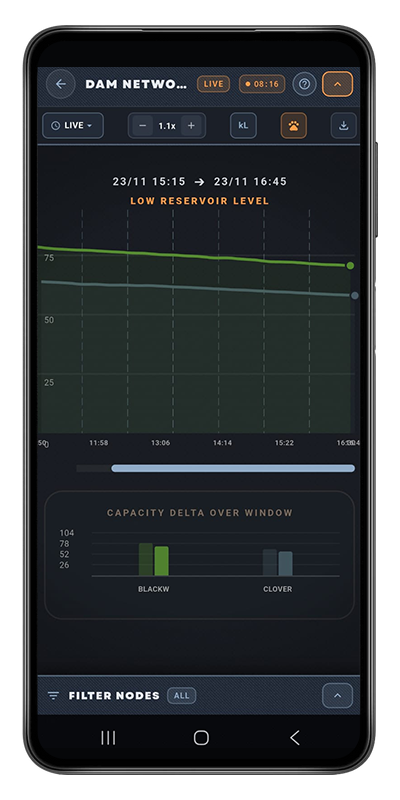 DAM NETWO...
LIVE
08:16
?
LIVE
− 1.1x +
kL
23/11 15:15 → 23/11 16:45
LOW RESERVOIR LEVEL
75
50
25
11:58 13:06 14:14 15:22
CAPACITY DELTA OVER WINDOW
104
78
52
26
BLACKW CLOVER
FILTER NODES ALL